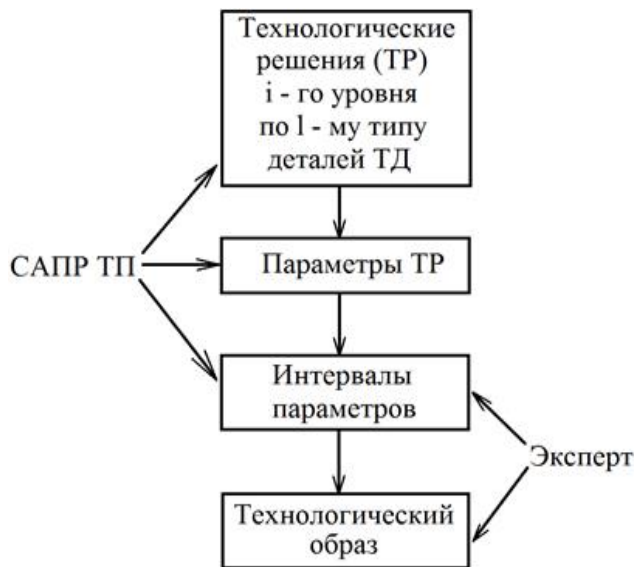 Технологические
решения (ТР)
i - го уровня
по l - му типу
деталей ТД
САПР ТП
Параметры ТР
Интервалы
параметров
Эксперт
Технологический
образ